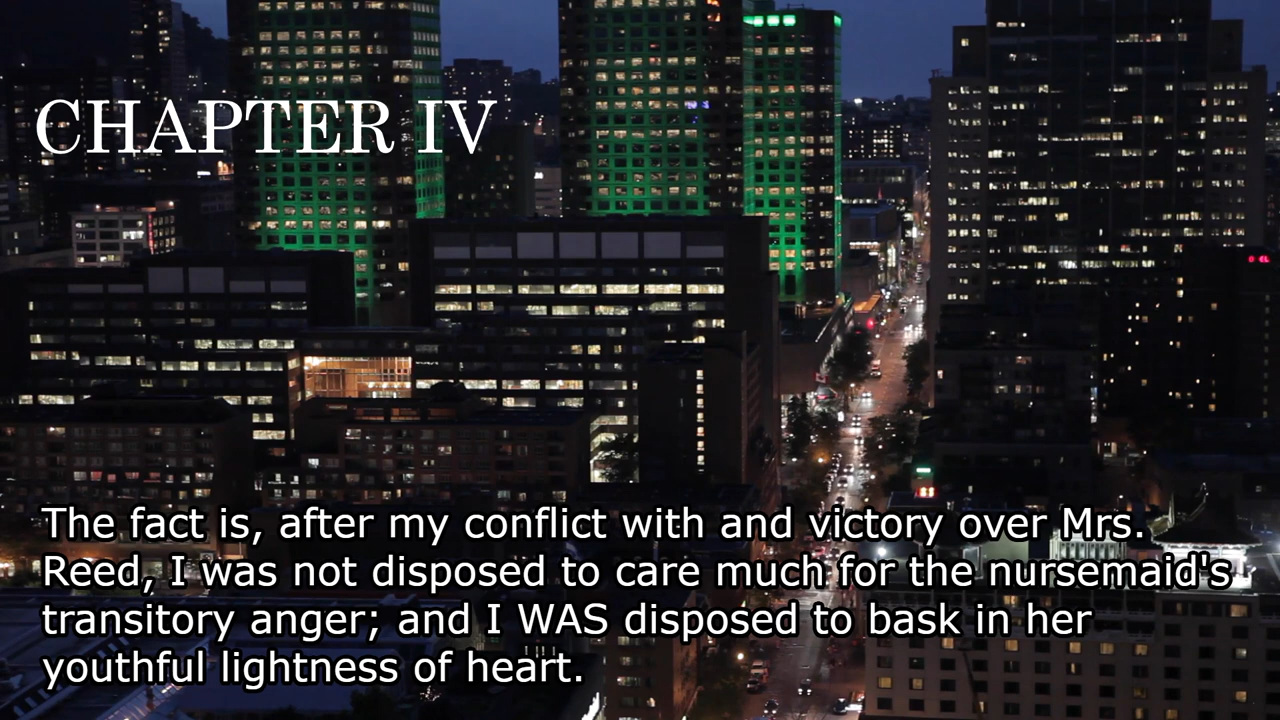 CHAPTER IV
The fact is, after my conflict with and victory over Mrs.
Reed, I was not disposed to care much for the nursemaid's
transitory anger; and I WAS disposed to bask in her
youthful lightness of heart.